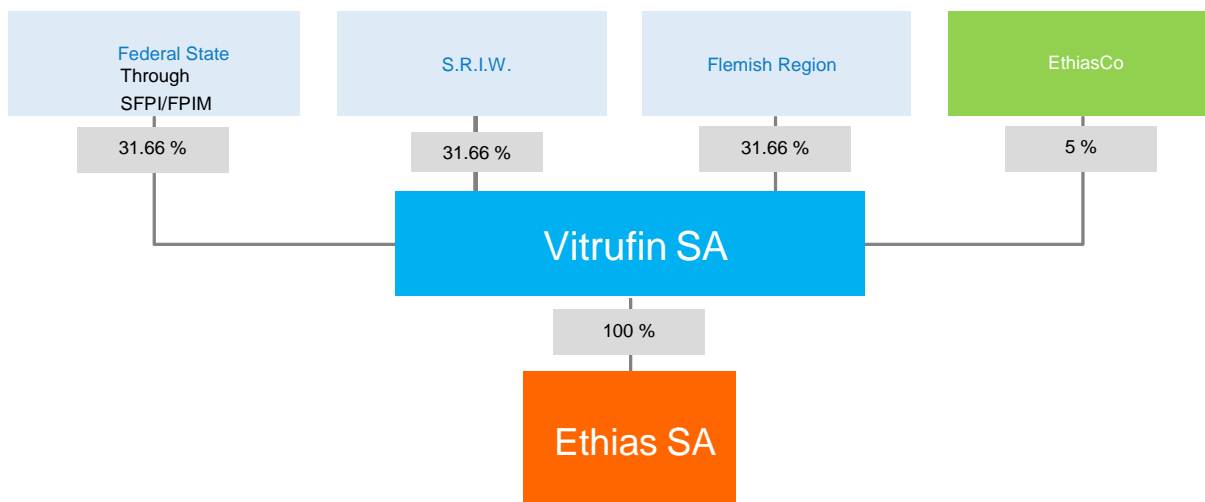 Federal State
Through
SFPI/FPIM
S.R.I.W.
Flemish Region
EthiasCo
31.66 %
31.66 %
31.66 %
5 %
Vitrufin SA
100 %
Ethias SA